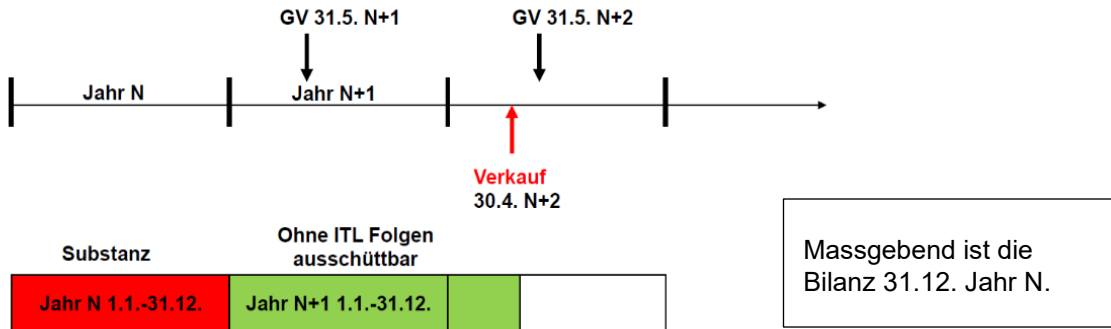 GV 31.5. N+1
GV 31.5. N+2
Jahr N
Jahr N+1
Verkauf
30.4. N+2
Substanz
Ohne ITL Folgen
ausschüttbar
Jahr N 1.1.-31.12.
Jahr N+1 1.1.-31.12.
Massgebend ist die
Bilanz 31.12. Jahr N.